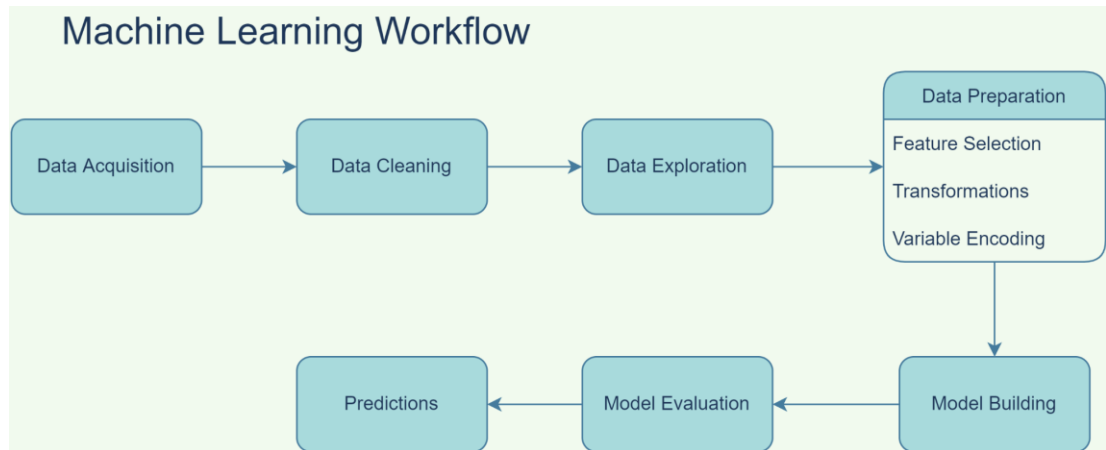 Machine Learning Workflow
Data Acquisition
Data Cleaning
Data Exploration
Data Preparation
Feature Selection
Transformations
Variable Encoding
Model Building
Model Evaluation
Predictions